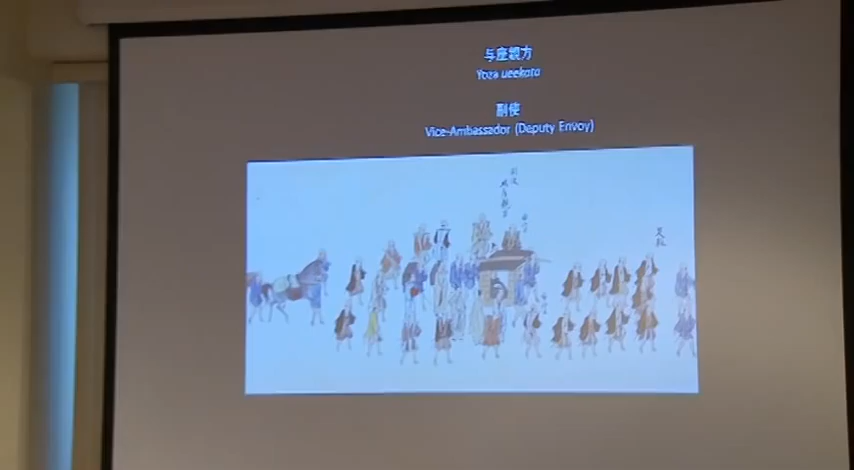 与座親方
Yoza ueekata
副使
Vice-Ambassador (Deputy Envoy)